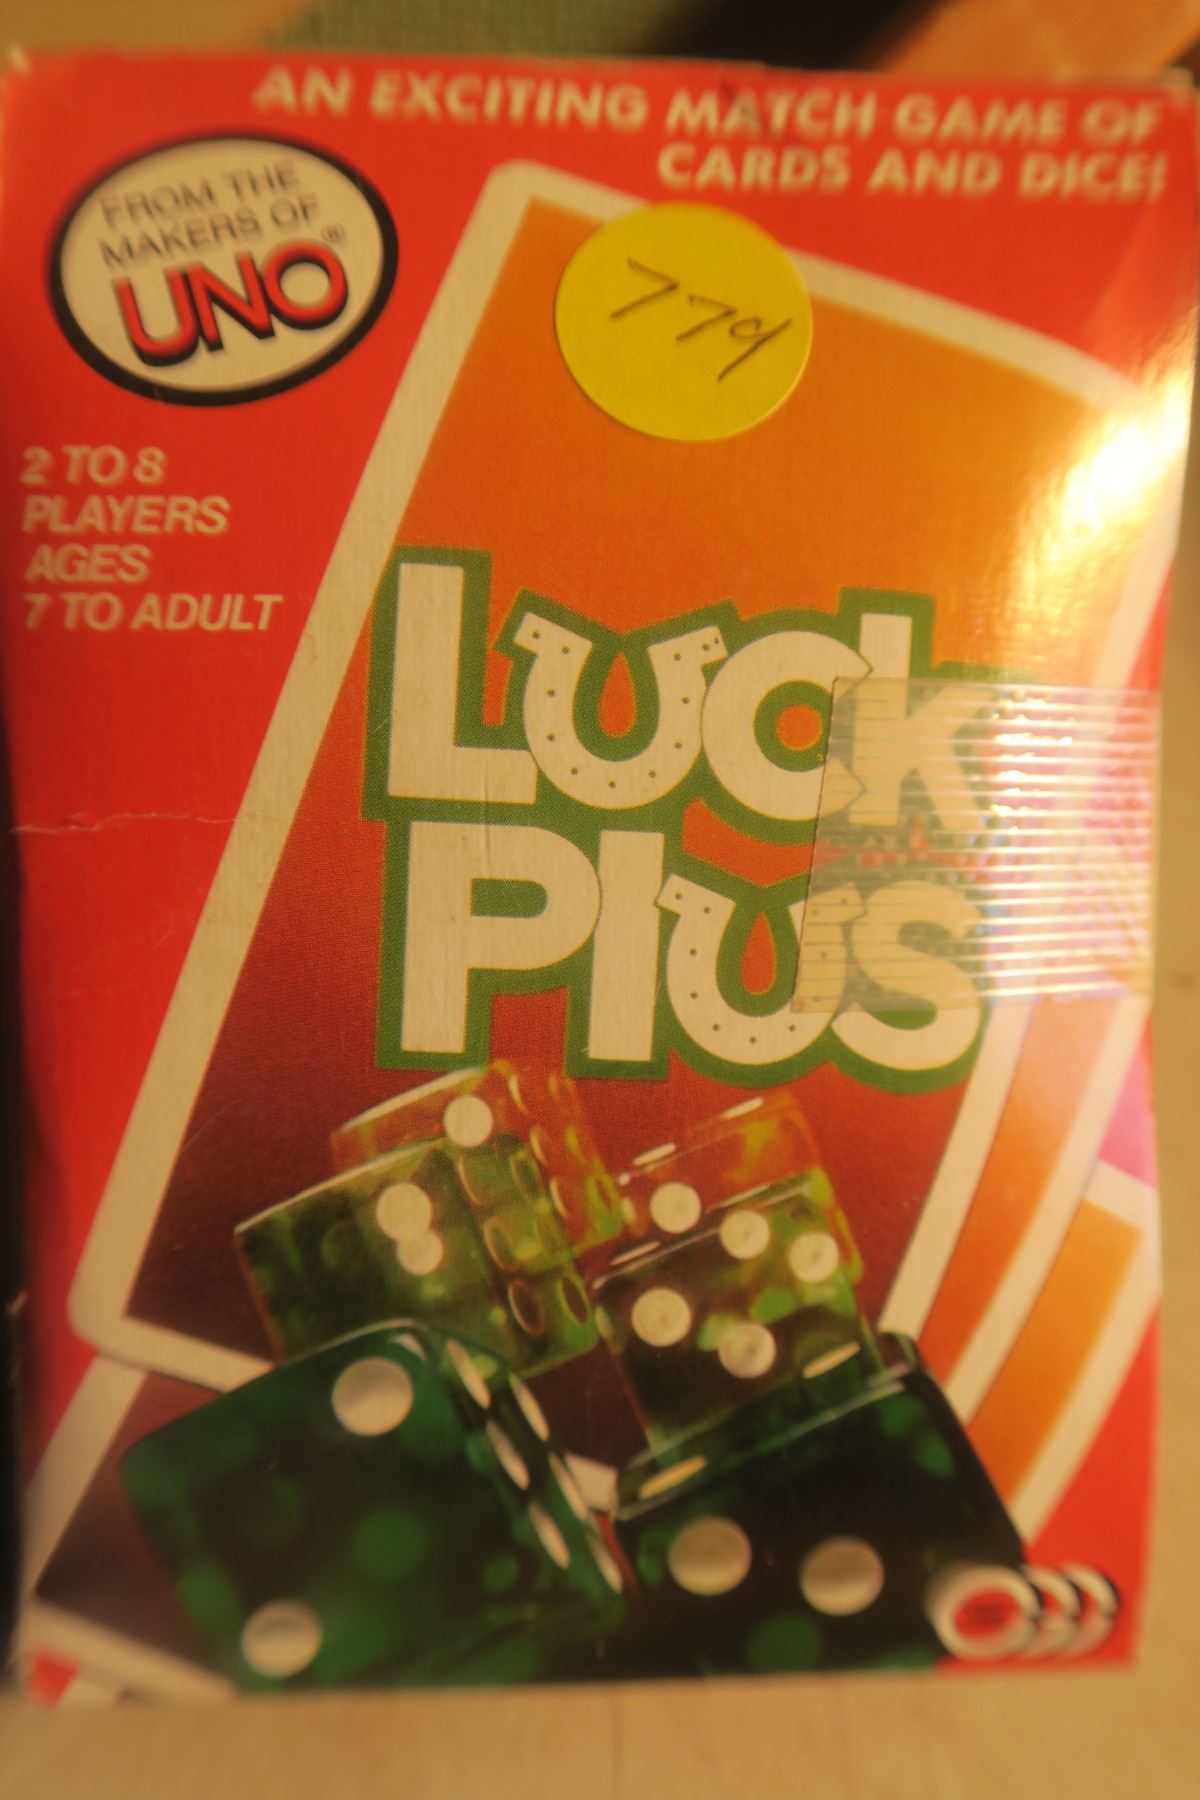 AN EXCITING MATCH GAME OF
CARDS AND DICE!
FROM THE
MAKERS OF
UNO®
779
2 TO 8
PLAYERS
AGES
7 TO ADULT
LUCK
PLUS